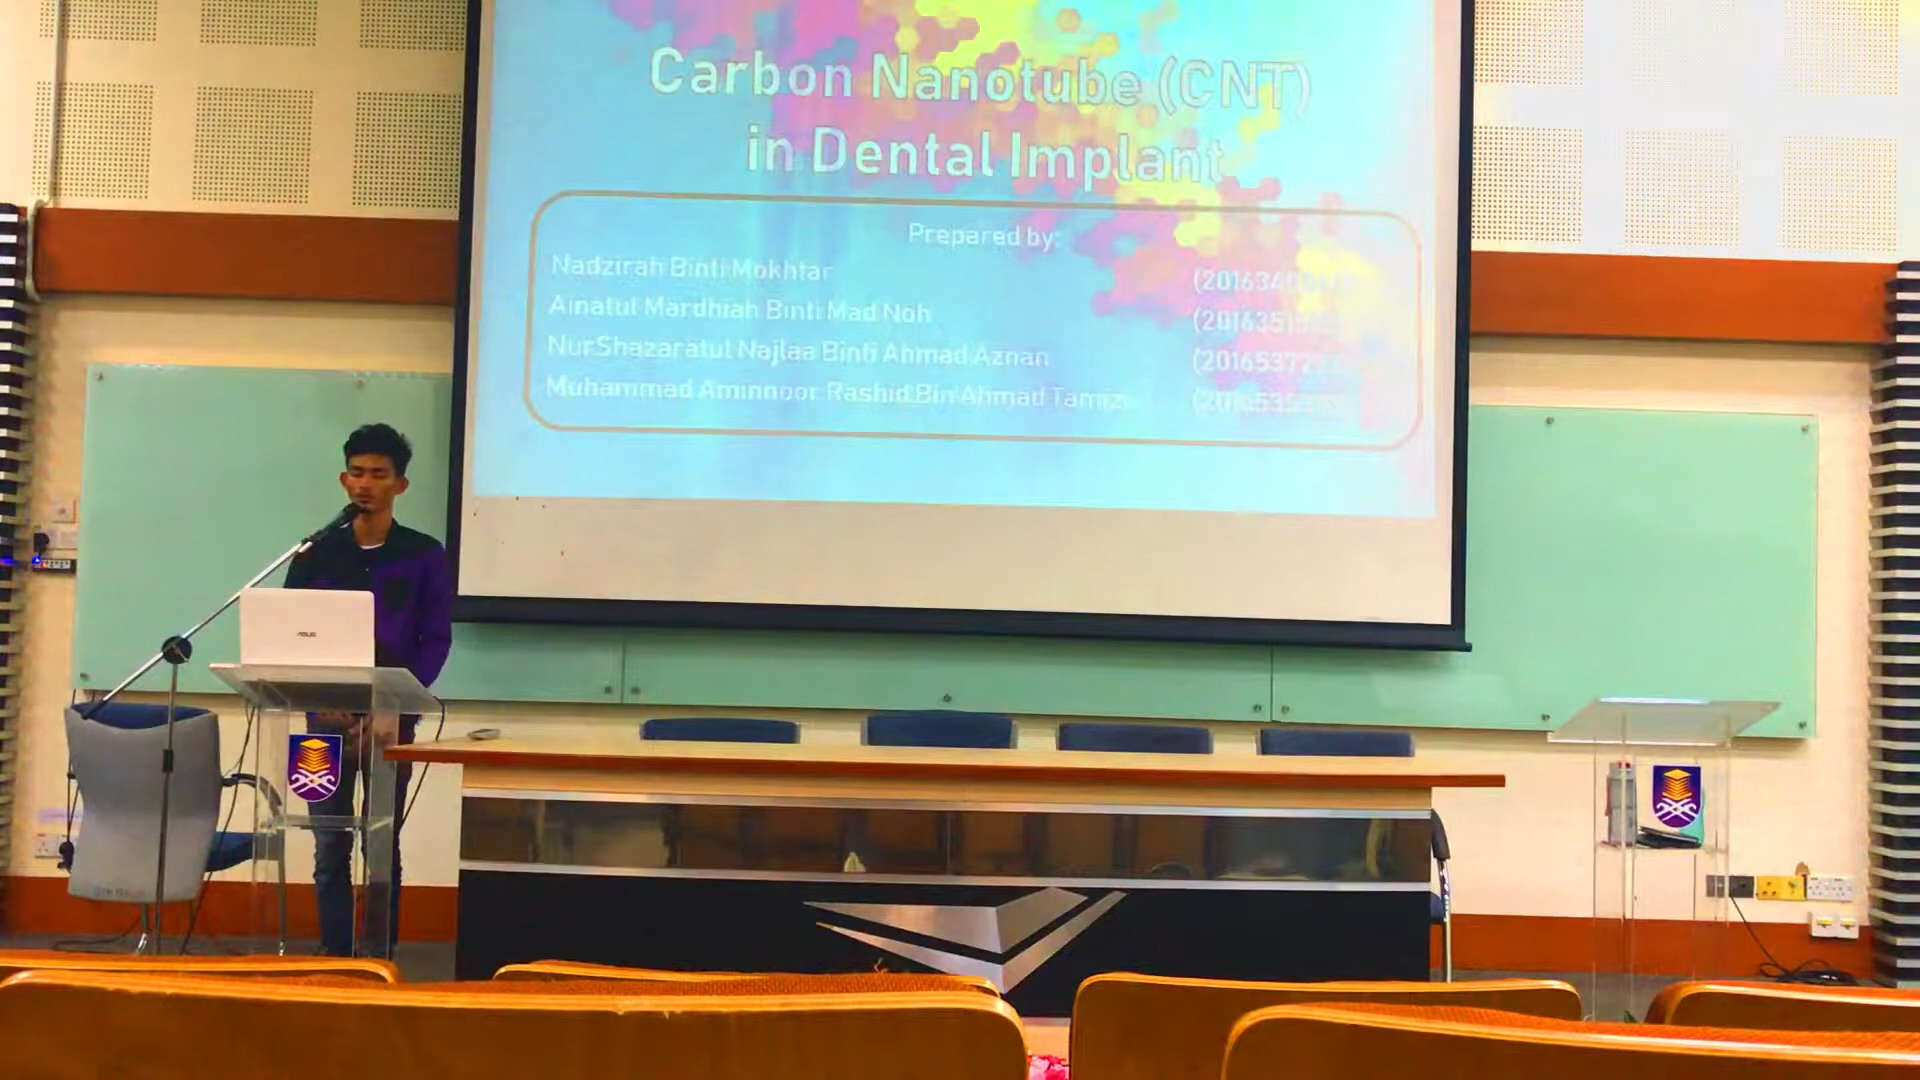 Carbon Nanotube (CNT)
in Dental Implant
Prepared by:
Nadzirah Binti Mokhtar
Ainatul Mardhiah Binti Mad Noh
NurShazaratul Najlaa Binti Ahmad Aznan
Muhammad Aminnoor Rashid Bin Ahmad Tamizi
ASUS